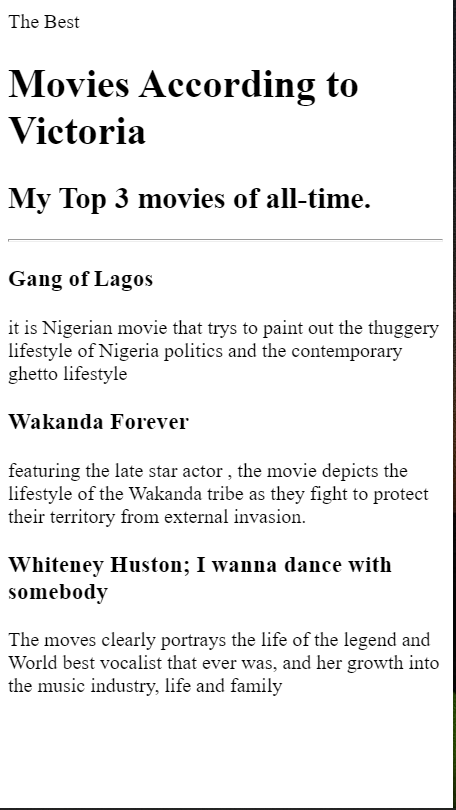 The Best
Movies According to
Victoria
My Top 3 movies of all-time.
Gang of Lagos
it is Nigerian movie that trys to paint out the thuggery
lifestyle of Nigeria politics and the contemporary
ghetto lifestyle
Wakanda Forever
featuring the late star actor , the movie depicts the
lifestyle of the Wakanda tribe as they fight to protect
their territory from external invasion.
Whiteney Huston; I wanna dance with
somebody
The moves clearly portrays the life of the legend and
World best vocalist that ever was, and her growth into
the music industry, life and family